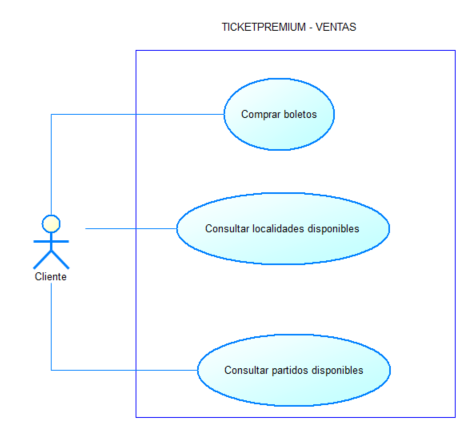 TICKETPREMIUM - VENTAS
Comprar boletos
Consultar localidades disponibles
Cliente
Consultar partidos disponibles